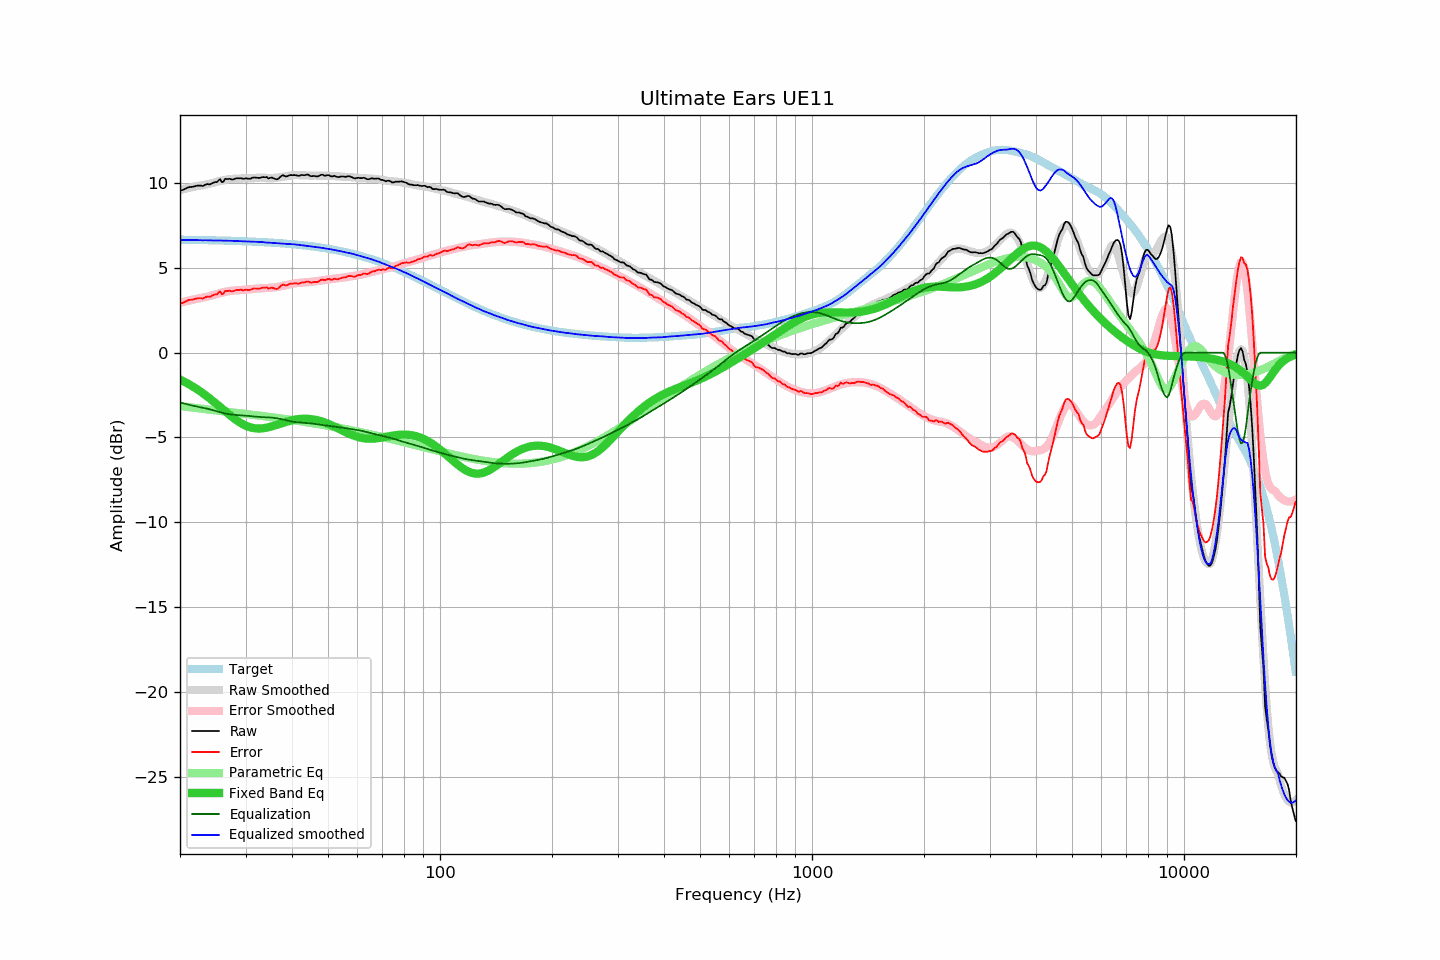 Ultimate Ears UE11
10
5
0
−5
−10
−15
−20
−25
Amplitude (dBr)
Target
Raw Smoothed
Error Smoothed
Raw
Error
Parametric Eq
Fixed Band Eq
Equalization
Equalized smoothed
100
1000
10000
Frequency (Hz)